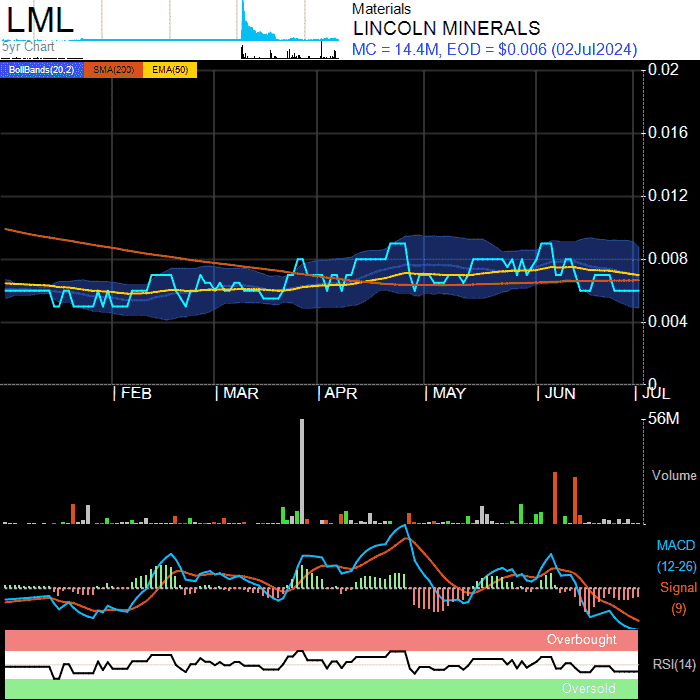 LML
5yr Chart
Materials
LINCOLN MINERALS
MC = 14.4M, EOD = $0.006 (02Jul2024)
BollBands(20,2) SMA(200) EMA(50)
0.02
0.016
0.012
0.008
0.004
0
FEB MAR APR MAY JUN JUL
56M
Volume
MACD
(12-26)
Signal
(9)
Overbought
RSI(14)
Oversold